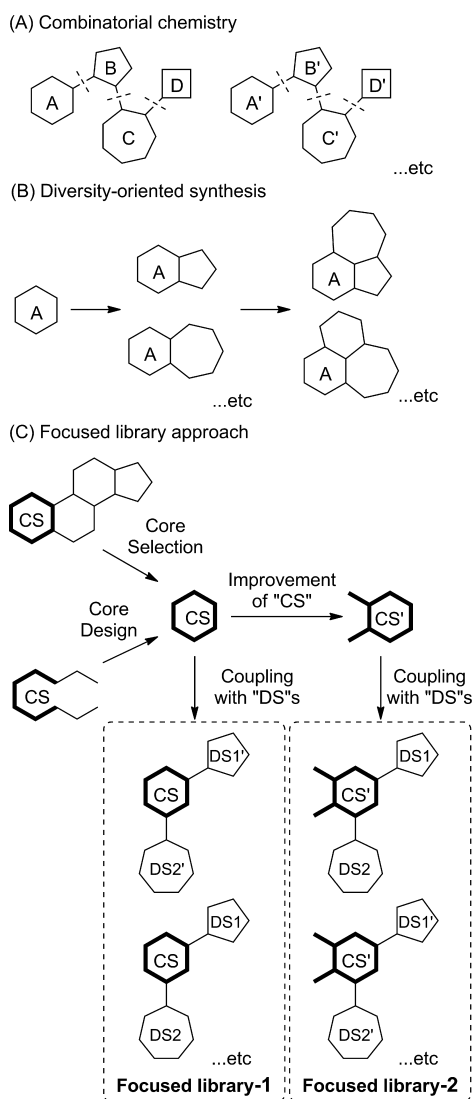 (A) Combinatorial chemistry
A
B
C
D
A'
B'
C'
D'
...etc
(B) Diversity-oriented synthesis
A
A
A
...etc
A
A
...etc
(C) Focused library approach
CS
Core
Selection
Core
Design
CS
CS
Improvement
of "CS"
CS'
Coupling
with "DS"s
Coupling
with "DS"s
DS1'
CS
DS2'
DS1
CS
DS2
...etc
Focused library-1
DS1
CS'
DS2
DS1'
CS'
DS2'
...etc
Focused library-2